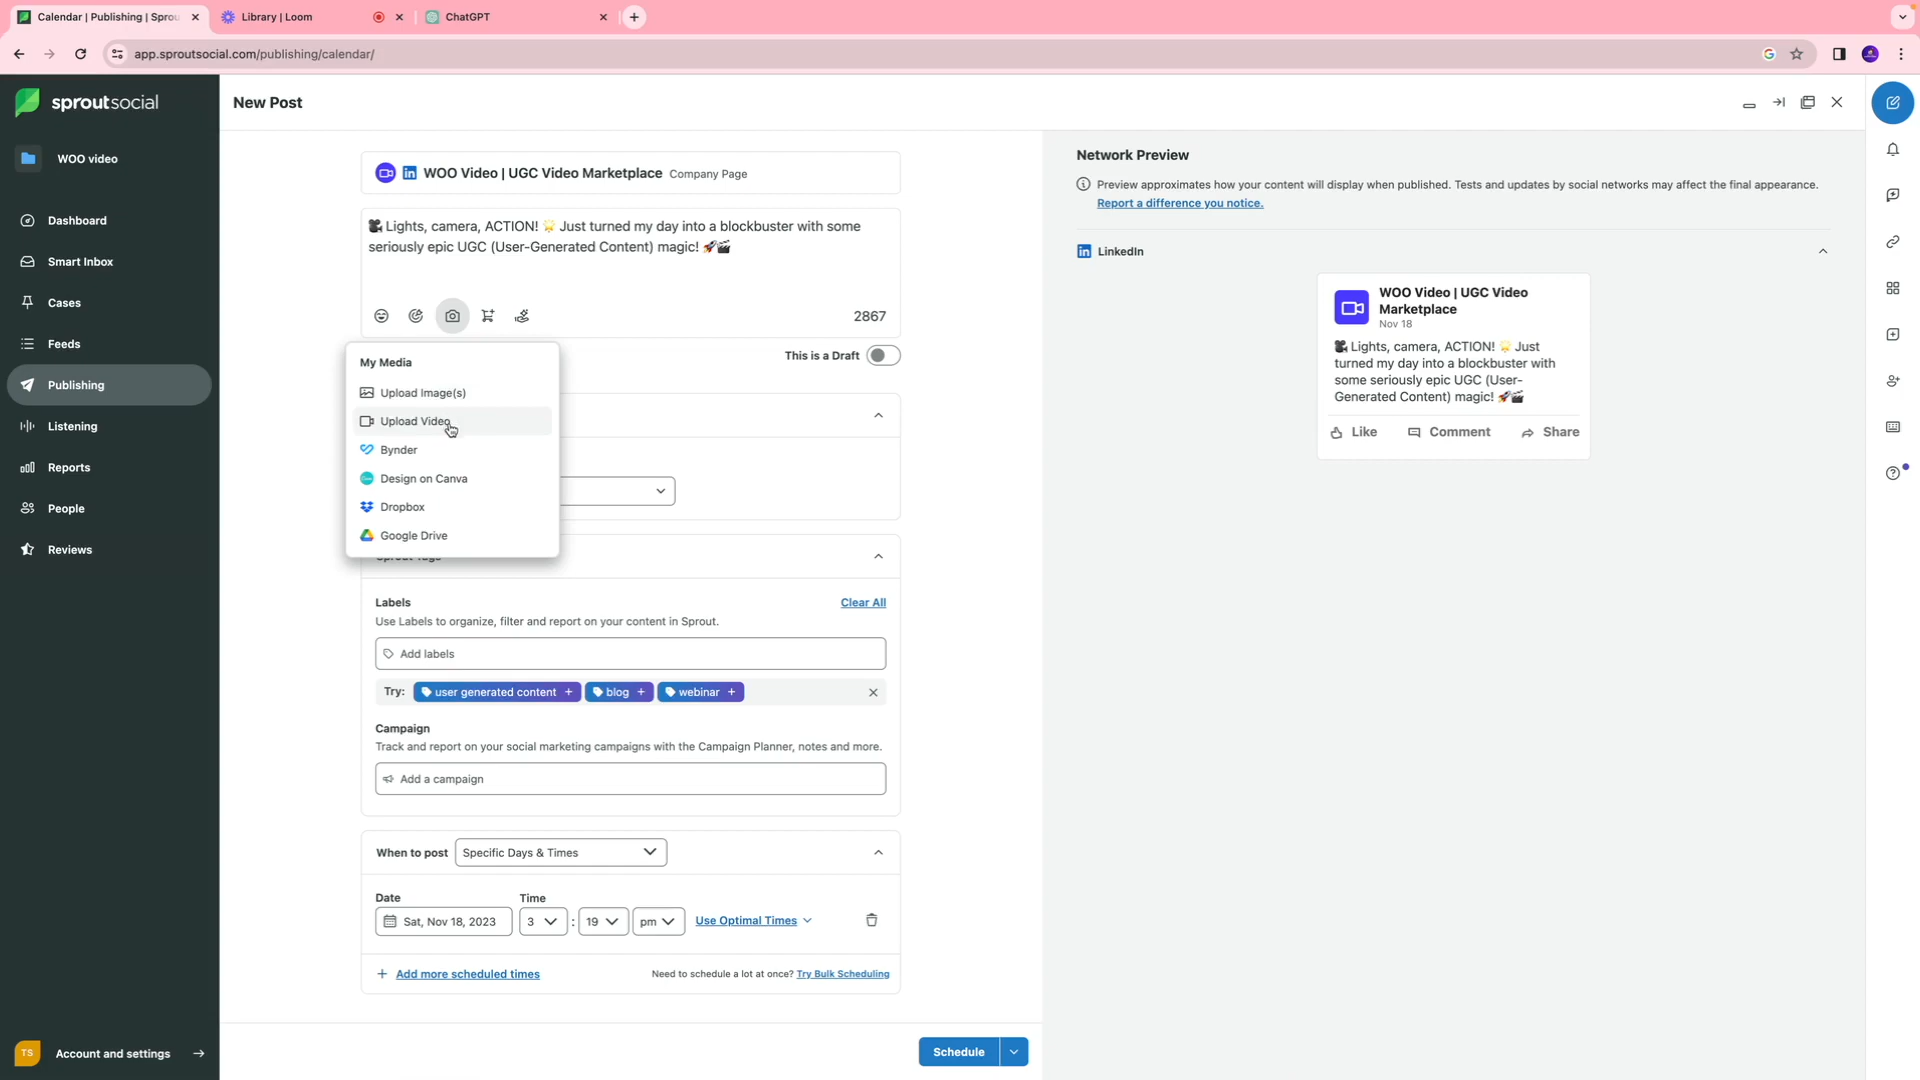 Calendar | Publishing | Sprou
Library | Loom
ChatGPT
app.sproutsocial.com/publishing/calendar/
sproutsocial
New Post
WOO video
WOO Video | UGC Video Marketplace Company Page
Network Preview
Preview approximates how your content will display when published. Tests and updates by social networks may affect the final appearance.
Report a difference you notice.
Dashboard
Smart Inbox
Cases
Feeds
Publishing
Listening
Reports
People
Reviews
🎥 Lights, camera, ACTION! 🌟 Just turned my day into a blockbuster with some
seriously epic UGC (User-Generated Content) magic! 🚀🎬
2867
This is a Draft
My Media
Upload Image(s)
Upload Video
Bynder
Design on Canva
Dropbox
Google Drive
Sprout Tags
Labels
Clear All
Use Labels to organize, filter and report on your content in Sprout.
Add labels
Try: user generated content + blog + webinar +
Campaign
Track and report on your social marketing campaigns with the Campaign Planner, notes and more.
Add a campaign
When to post Specific Days & Times
Date Time
Sat, Nov 18, 2023 3 : 19 pm Use Optimal Times
+ Add more scheduled times
Need to schedule a lot at once? Try Bulk Scheduling
Schedule
LinkedIn
WOO Video | UGC Video
Marketplace
Nov 18
🎥 Lights, camera, ACTION! 🌟 Just
turned my day into a blockbuster with
some seriously epic UGC (User-
Generated Content) magic! 🚀🎬
Like Comment Share
TS
Account and settings